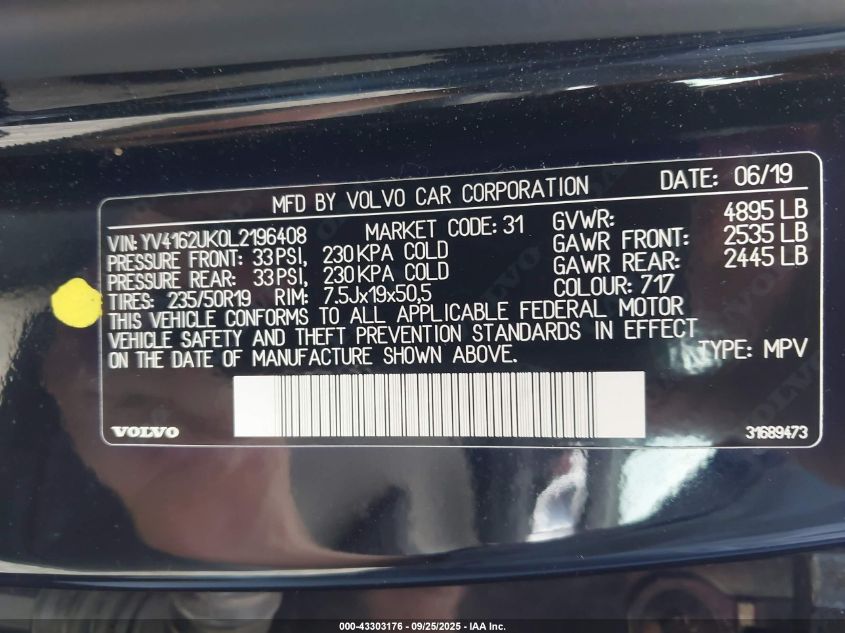 MFD BY VOLVO CAR CORPORATION DATE: 06/19
VIN: YV4162UK0L2196408 MARKET CODE: 31 GVWR: 4895 LB
PRESSURE FRONT: 33 PSI, 230 KPA COLD GAWR FRONT: 2535 LB
PRESSURE REAR: 33 PSI, 230 KPA COLD GAWR REAR: 2445 LB
TIRES: 235/50R19 RIM: 7.5Jx19x50,5 COLOUR: 717
THIS VEHICLE CONFORMS TO ALL APPLICABLE FEDERAL MOTOR
VEHICLE SAFETY AND THEFT PREVENTION STANDARDS IN EFFECT
ON THE DATE OF MANUFACTURE SHOWN ABOVE. TYPE: MPV
VOLVO 31689473
000-43303176 - 09/25/2025 - IAA Inc.